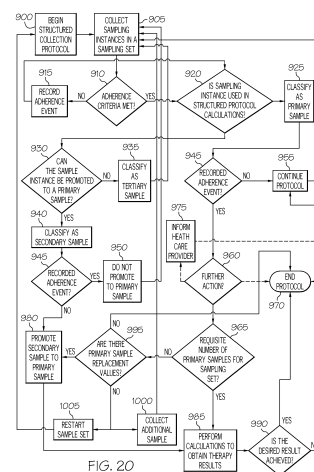 900
BEGIN
STRUCTURED
COLLECTION
PROTOCOL
905
COLLECT
SAMPLING
INSTANCES IN A
SAMPLING SET
915
RECORD
ADHERENCE
EVENT
NO
910
ADHERENCE
CRITERIA MET?
YES
920
IS SAMPLING
INSTANCE USED IN
STRUCTURED PROTOCOL
CALCULATIONS?
925
CLASSIFY
AS PRIMARY
SAMPLE
930
CAN
THE SAMPLE
INSTANCE BE PROMOTED
TO A PRIMARY
SAMPLE?
NO
935
CLASSIFY
AS
TERTIARY
SAMPLE
945
RECORDED
ADHERENCE
EVENT?
NO
955
CONTINUE
PROTOCOL
940
YES
CLASSIFY AS
SECONDARY SAMPLE
945
RECORDED
ADHERENCE
EVENT?
YES
950
DO NOT
PROMOTE
TO PRIMARY
SAMPLE
NO
YES
975
INFORM
HEATH
CARE
PROVIDER
960
FURTHER
ACTION?
END
PROTOCOL
970
980
PROMOTE
SECONDARY
SAMPLE TO
PRIMARY
SAMPLE
YES
NO
995
ARE THERE
PRIMARY SAMPLE
REPLACEMENT
VALUES?
NO
NO
965
REQUISITE
NUMBER OF
PRIMARY SAMPLES
FOR SAMPLING
SET?
YES
1005
RESTART
SAMPLE SET
1000
COLLECT
ADDITIONAL
SAMPLE
985
PERFORM
CALCULATIONS TO
OBTAIN THERAPY
RESULTS
YES
990
IS
THE DESIRED
RESULT
ACHIEVED?
FIG. 20